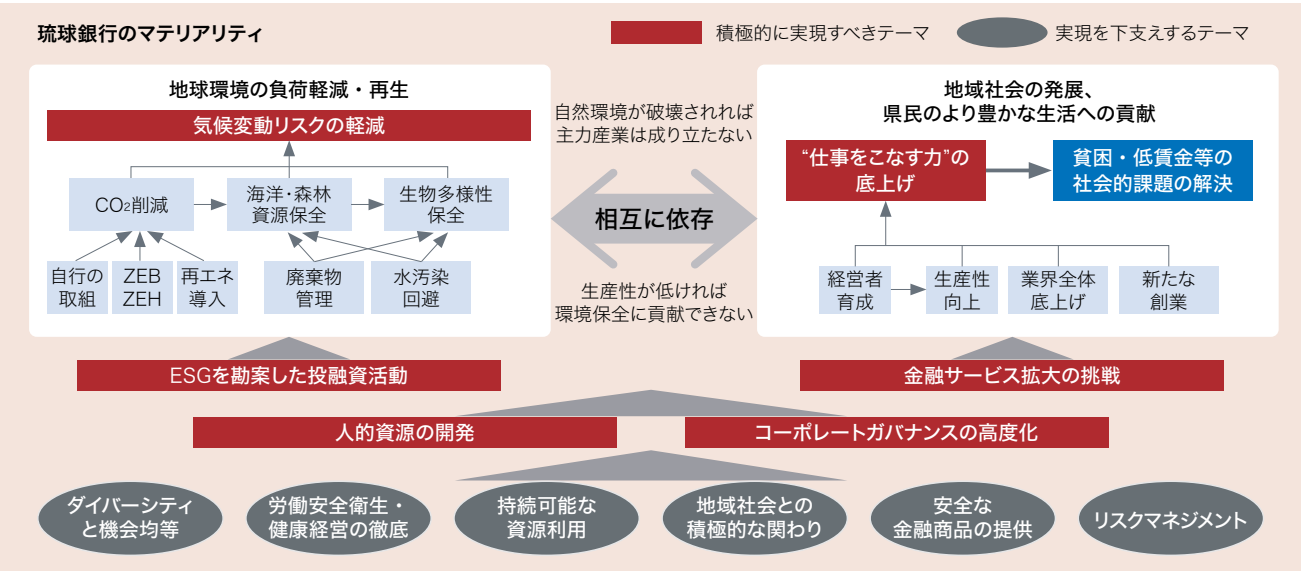 琉球銀行のマテリアリティ
積極的に実現すべきテーマ
実現を下支えするテーマ
地球環境の負荷軽減・再生
気候変動リスクの軽減
CO₂削減
海洋・森林
資源保全
生物多様性
保全
自行の
取組
ZEB
ZEH
再エネ
導入
廃棄物
管理
水汚染
回避
自然環境が破壊されれば
主力産業は成り立たない
相互に依存
生産性が低ければ
環境保全に貢献できない
地域社会の発展、
県民のより豊かな生活への貢献
“仕事をこなす力”の
底上げ
貧困・低賃金等の
社会的課題の解決
経営者
育成
生産性
向上
業界全体
底上げ
新たな
創業
ESGを勘案した投融資活動
金融サービス拡大の挑戦
人的資源の開発
コーポレートガバナンスの高度化
ダイバーシティ
と機会均等
労働安全衛生・
健康経営の徹底
持続可能な
資源利用
地域社会との
積極的な関わり
安全な
金融商品の提供
リスクマネジメント